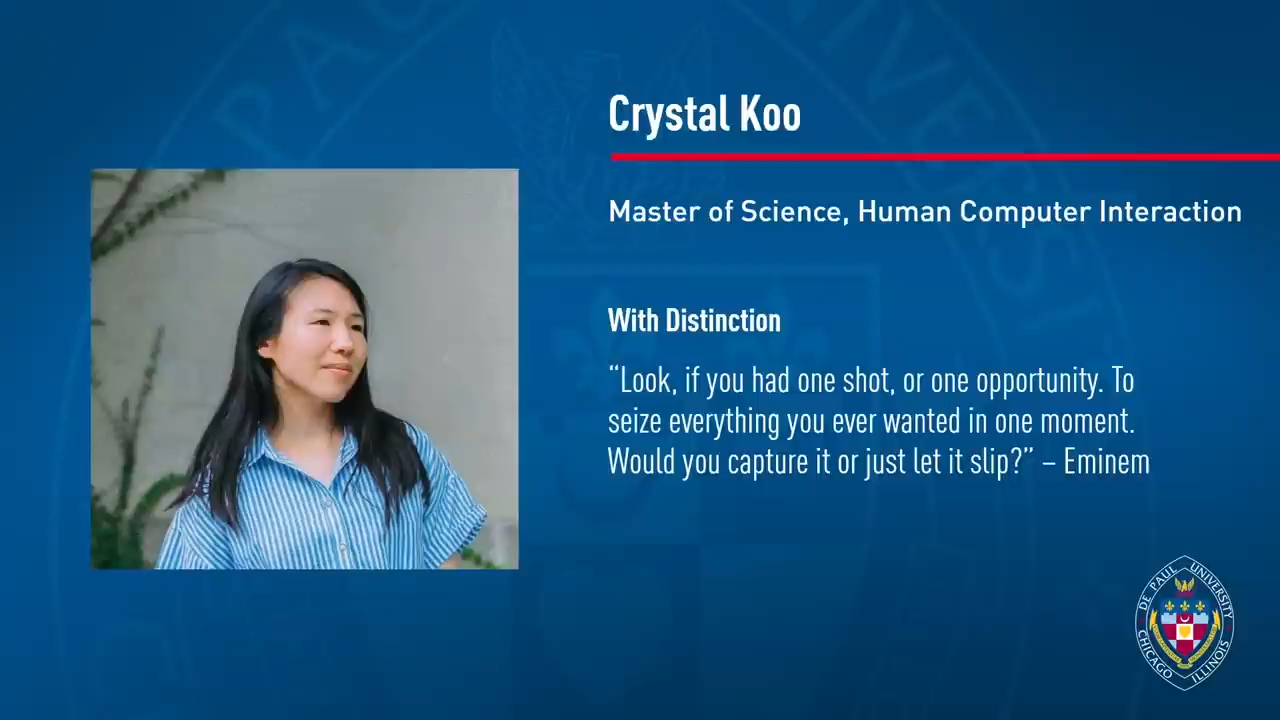 Crystal Koo
Master of Science, Human Computer Interaction
With Distinction
“Look, if you had one shot, or one opportunity. To
seize everything you ever wanted in one moment.
Would you capture it or just let it slip?” – Eminem
DE PAUL UNIVERSITY
CHICAGO ILLINOIS